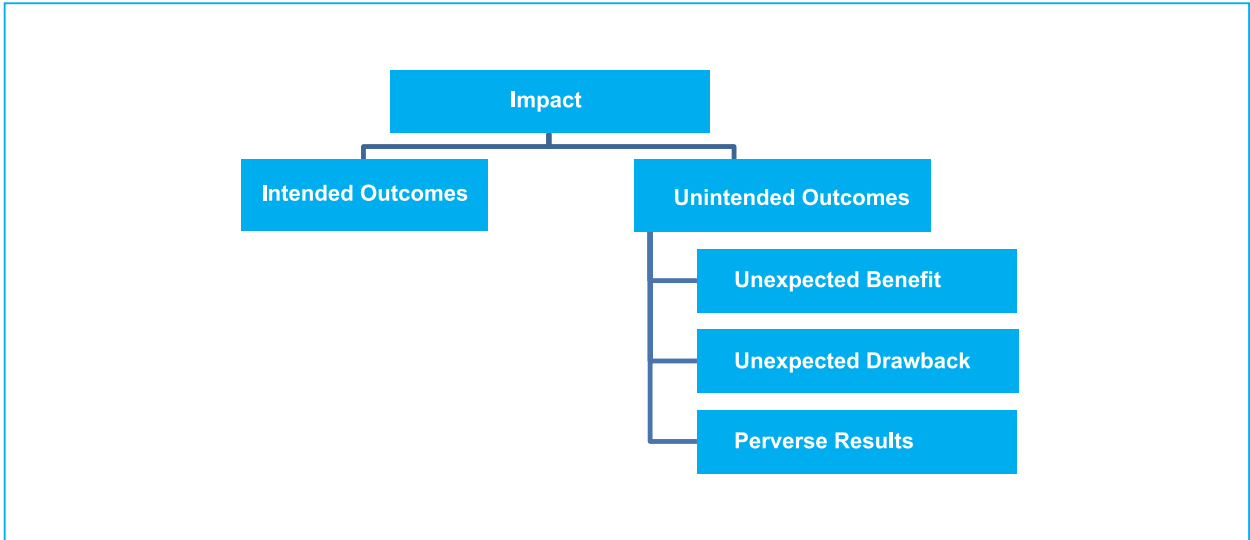 Impact
Intended Outcomes
Unintended Outcomes
Unexpected Benefit
Unexpected Drawback
Perverse Results